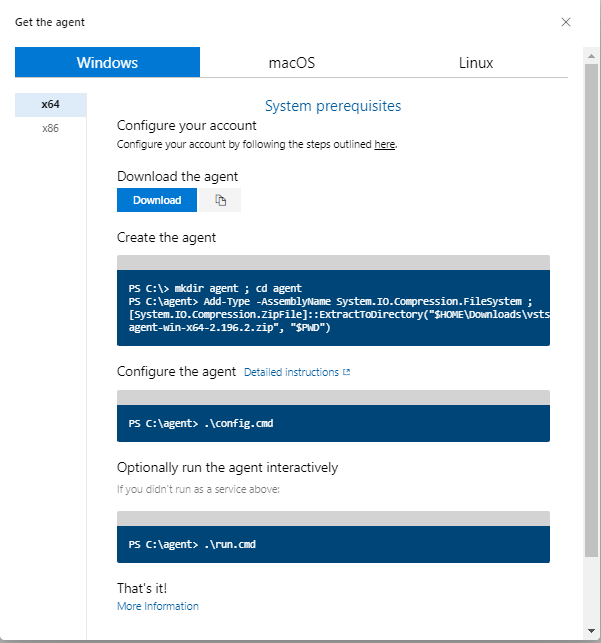 Get the agent
Windows
macOS
Linux
x64
x86
System prerequisites
Configure your account
Configure your account by following the steps outlined here.
Download the agent
Download
Create the agent
PS C:\> mkdir agent ; cd agent
PS C:\agent> Add-Type -AssemblyName System.IO.Compression.FileSystem ;
[System.IO.Compression.ZipFile]::ExtractToDirectory("$HOME\Downloads\vsts
agent-win-x64-2.196.2.zip", "$PWD")
Configure the agent Detailed instructions
PS C:\agent> .\config.cmd
Optionally run the agent interactively
If you didn't run as a service above:
PS C:\agent> .\run.cmd
That's it!
More Information